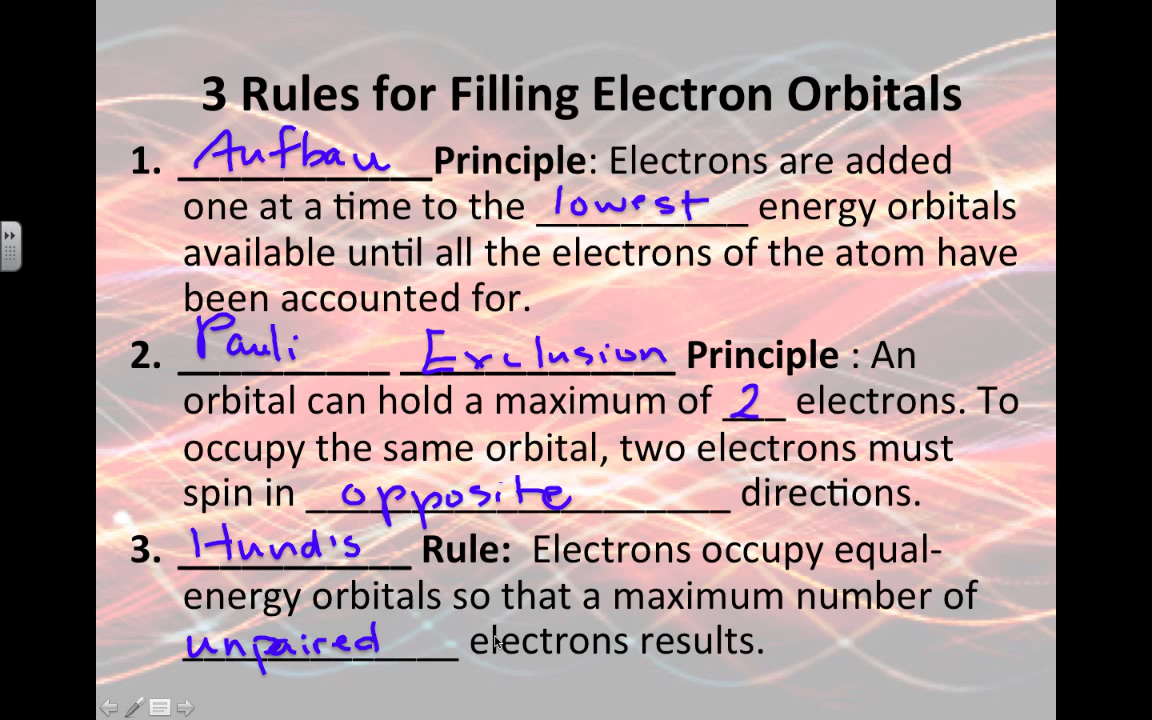 3 Rules for Filling Electron Orbitals
1. Aufbau Principle: Electrons are added
one at a time to the lowest energy orbitals
available until all the electrons of the atom have
been accounted for.
2. Pauli Exclusion Principle : An
orbital can hold a maximum of 2 electrons. To
occupy the same orbital, two electrons must
spin in opposite directions.
3. Hund's Rule: Electrons occupy equal-
energy orbitals so that a maximum number of
unpaired electrons results.